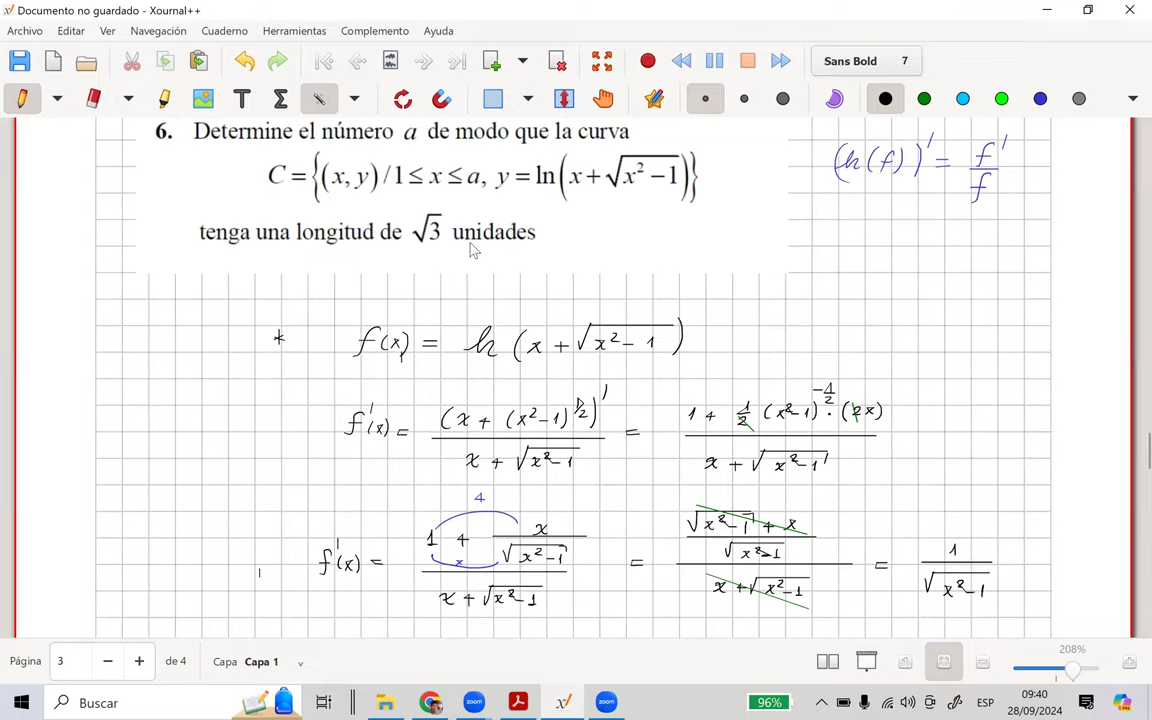 Documento no guardado - Xournal++
Archivo Editar Ver Navegación Cuaderno Herramientas Complemento Ayuda
Sans Bold 7
6. Determine el número a de modo que la curva
C = {(x, y) / 1 ≤ x ≤ a, y = ln(x + √(x² − 1))}
tenga una longitud de √3 unidades
(ln(f))' = f'/f
* f(x) = ln (x + √(x² − 1))
f'(x) = (x + (x² − 1)^(1/2))' / (x + √(x² − 1)) = (1 + 1/2 (x² − 1)^(−1/2) · (2x)) / (x + √(x² − 1))
4
x
f'(x) = (1 + x/√(x² − 1)) / (x + √(x² − 1)) = ((√(x² − 1) + x)/√(x² − 1)) / (x + √(x² − 1)) = 1/√(x² − 1)
Página 3 de 4 Capa Capa 1
208%
Buscar
96%
ESP
09:40
28/09/2024